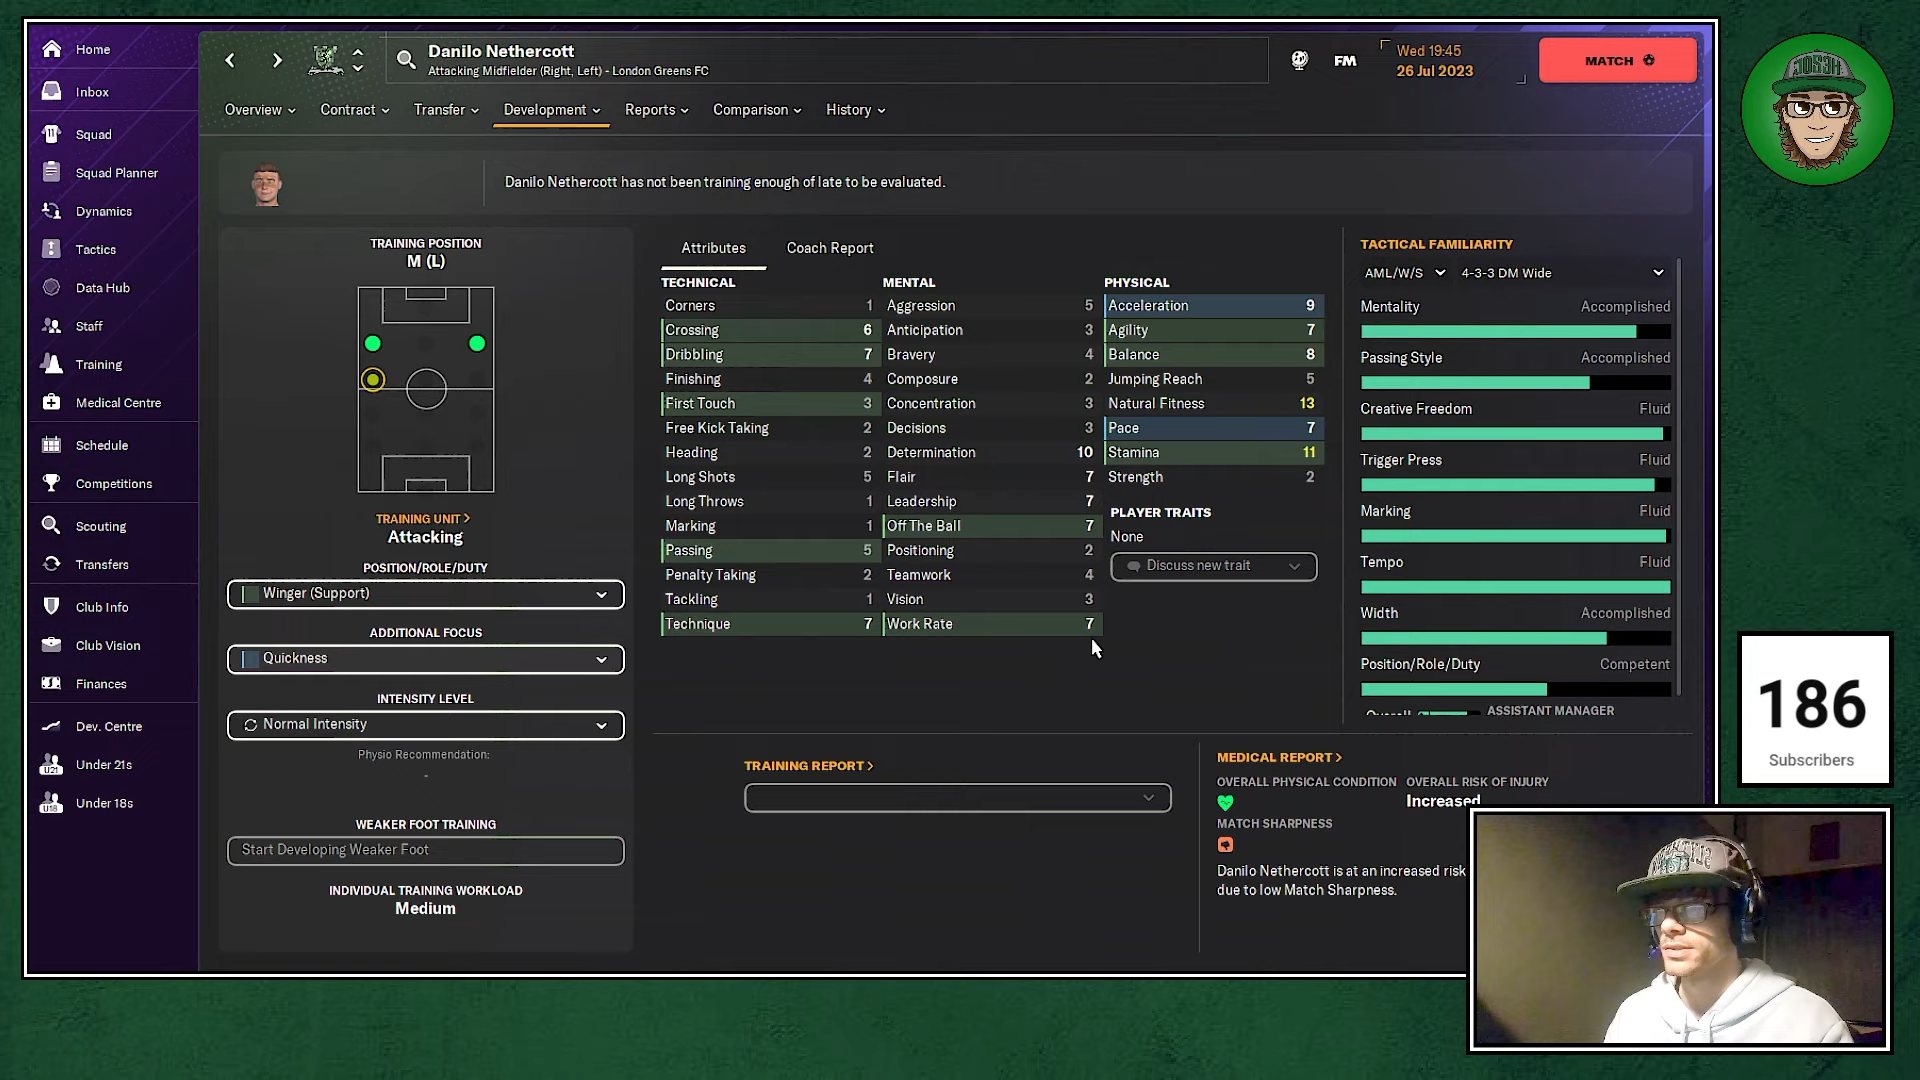 Home
Inbox
Squad
Squad Planner
Dynamics
Tactics
Data Hub
Staff
Training
Medical Centre
Schedule
Competitions
Scouting
Transfers
Club Info
Club Vision
Finances
Dev. Centre
U21 Under 21s
U18 Under 18s
Danilo Nethercott
Attacking Midfielder (Right, Left) - London Greens FC
FM
Wed 19:45
26 Jul 2023
MATCH
Overview Contract Transfer Development Reports Comparison History
Danilo Nethercott has not been training enough of late to be evaluated.
TRAINING POSITION
M (L)
TRAINING UNIT >
Attacking
POSITION/ROLE/DUTY
Winger (Support)
ADDITIONAL FOCUS
Quickness
INTENSITY LEVEL
Normal Intensity
Physio Recommendation:
-
WEAKER FOOT TRAINING
Start Developing Weaker Foot
INDIVIDUAL TRAINING WORKLOAD
Medium
Attributes Coach Report
TECHNICAL
Corners 1
Crossing 6
Dribbling 7
Finishing 4
First Touch 3
Free Kick Taking 2
Heading 2
Long Shots 5
Long Throws 1
Marking 1
Passing 5
Penalty Taking 2
Tackling 1
Technique 7
MENTAL
Aggression 5
Anticipation 3
Bravery 4
Composure 2
Concentration 3
Decisions 3
Determination 10
Flair 7
Leadership 7
Off The Ball 7
Positioning 2
Teamwork 4
Vision 3
Work Rate 7
PHYSICAL
Acceleration 9
Agility 7
Balance 8
Jumping Reach 5
Natural Fitness 13
Pace 7
Stamina 11
Strength 2
PLAYER TRAITS
None
Discuss new trait
TACTICAL FAMILIARITY
AML/W/S 4-3-3 DM Wide
Mentality Accomplished
Passing Style Accomplished
Creative Freedom Fluid
Trigger Press Fluid
Marking Fluid
Tempo Fluid
Width Accomplished
Position/Role/Duty Competent
Overall
ASSISTANT MANAGER
TRAINING REPORT >
MEDICAL REPORT >
OVERALL PHYSICAL CONDITION
OVERALL RISK OF INJURY
Increased
MATCH SHARPNESS
Danilo Nethercott is at an increased risk
due to low Match Sharpness.
186
Subscribers